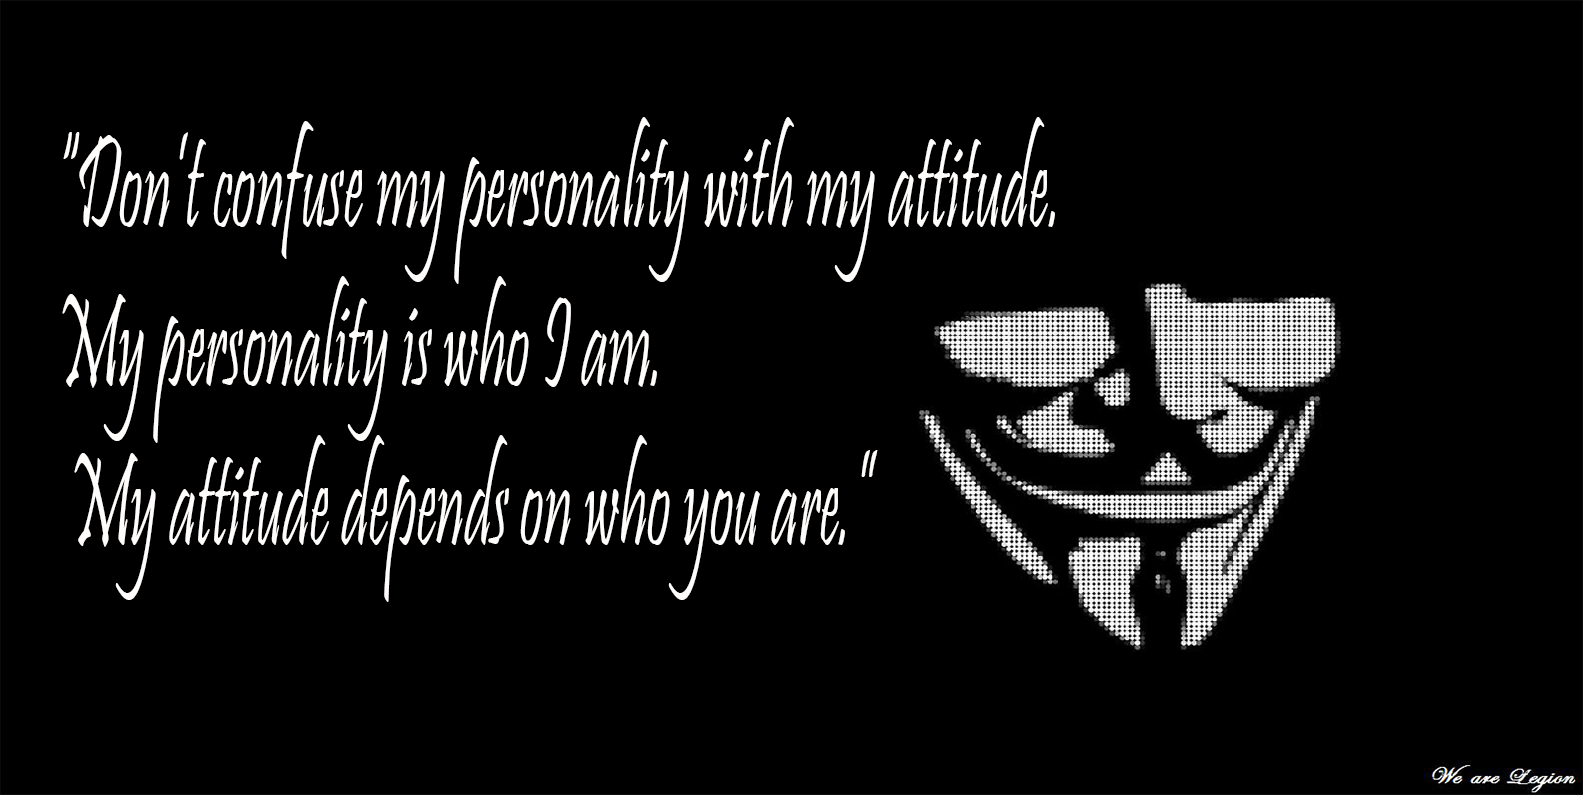 "Don't confuse my personality with my attitude.
My personality is who I am.
My attitude depends on who you are."
We are Legion